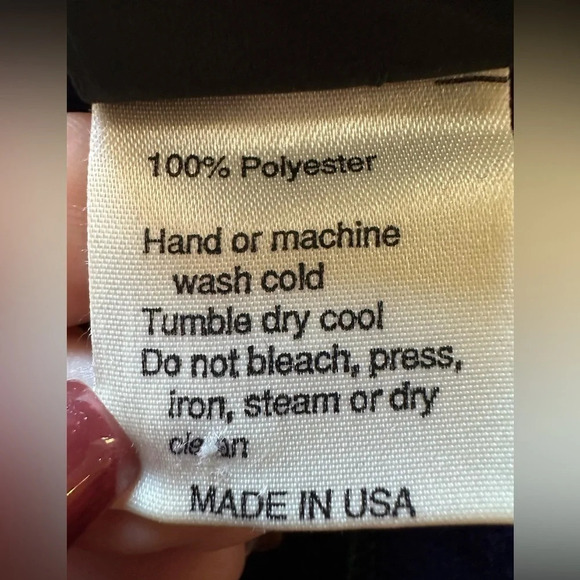 100% Polyester
Hand or machine
wash cold
Tumble dry cool
Do not bleach, press,
iron, steam or dry
clean
MADE IN USA